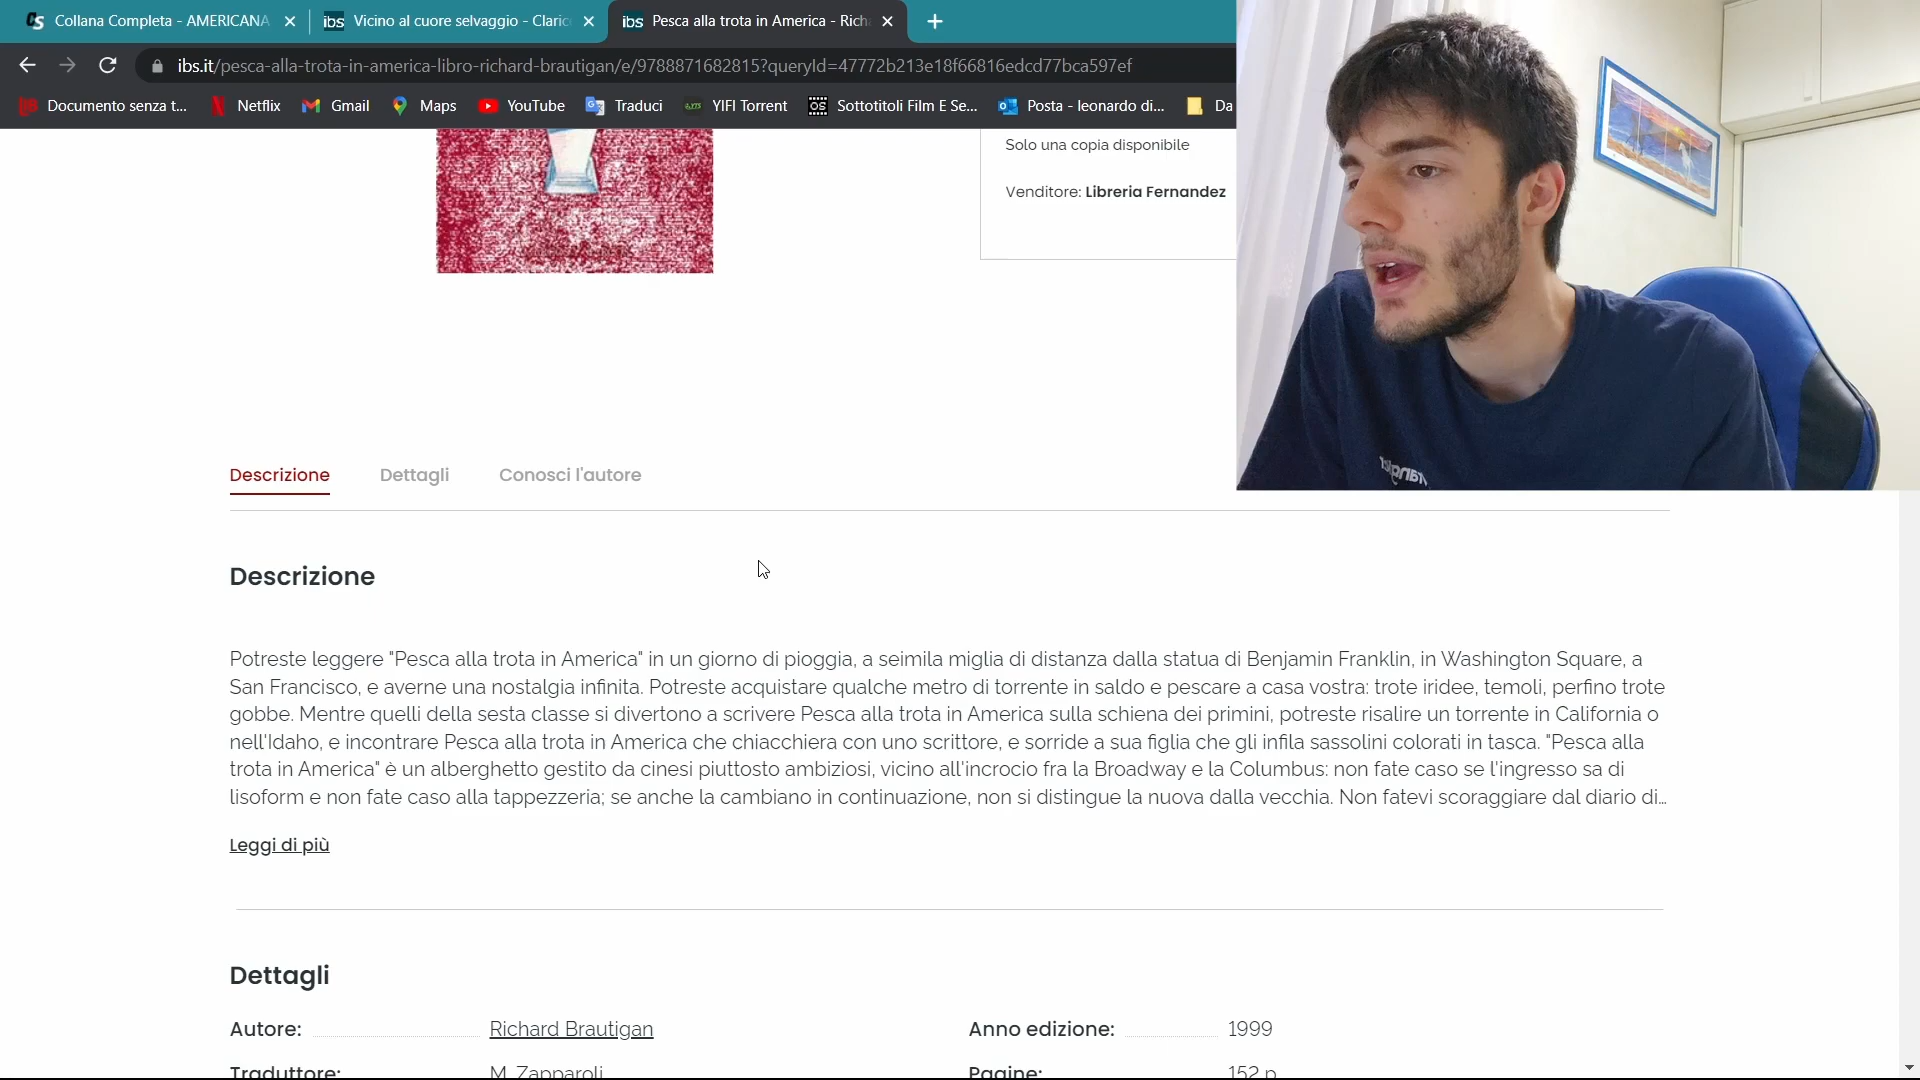 Collana Completa - AMERICANA
ibs Vicino al cuore selvaggio - Claric
ibs Pesca alla trota in America - Rich
ibs.it/pesca-alla-trota-in-america-libro-richard-brautigan/e/9788871682815?queryId=47772b213e18f66816edcd77bca597ef
Documento senza t... Netflix Gmail Maps YouTube Traduci YIFI Torrent OS Sottotitoli Film E Se... Posta - leonardo di... Da
Solo una copia disponibile
Venditore: Libreria Fernandez
Descrizione Dettagli Conosci l'autore
Descrizione
Potreste leggere "Pesca alla trota in America" in un giorno di pioggia, a seimila miglia di distanza dalla statua di Benjamin Franklin, in Washington Square, a
San Francisco, e averne una nostalgia infinita. Potreste acquistare qualche metro di torrente in saldo e pescare a casa vostra: trote iridee, temoli, perfino trote
gobbe. Mentre quelli della sesta classe si divertono a scrivere Pesca alla trota in America sulla schiena dei primini, potreste risalire un torrente in California o
nell'Idaho, e incontrare Pesca alla trota in America che chiacchiera con uno scrittore, e sorride a sua figlia che gli infila sassolini colorati in tasca. "Pesca alla
trota in America" è un alberghetto gestito da cinesi piuttosto ambiziosi, vicino all'incrocio fra la Broadway e la Columbus: non fate caso se l'ingresso sa di
lisoform e non fate caso alla tappezzeria; se anche la cambiano in continuazione, non si distingue la nuova dalla vecchia. Non fatevi scoraggiare dal diario di...
Leggi di più
Dettagli
Autore: Richard Brautigan Anno edizione: 1999
Traduttore: M. Zapparoli Pagine: 152 p